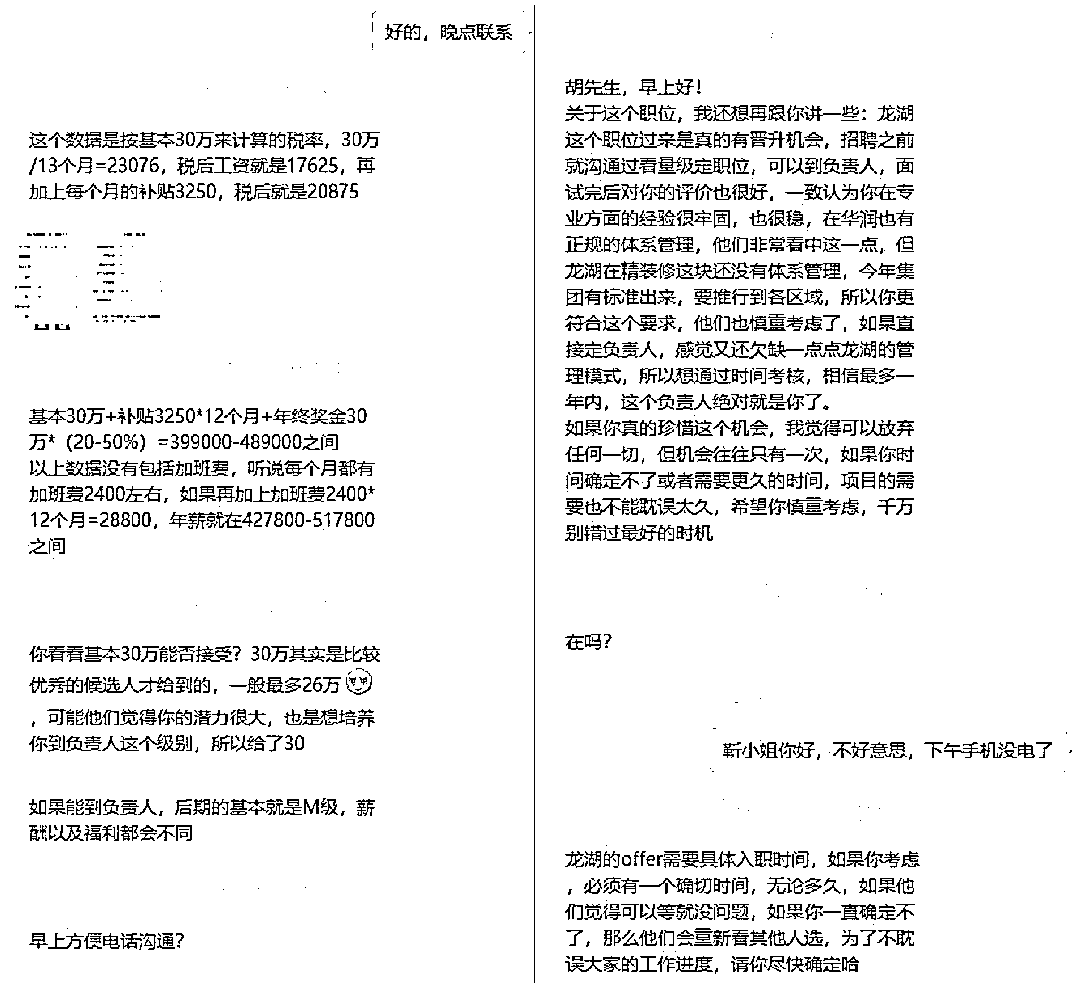 好的，晚点联系
这个数据是按基本30万来计算的税率，30万
/13个月=23076，税后工资就是17625，再
加上每个月的补贴3250，税后就是20875
基本30万+补贴3250*12个月+年终奖金30
万*（20-50%）=399000-489000之间
以上数据没有包括加班费，听说每个月都有
加班费2400左右，如果再加上加班费2400*
12个月=28800，年薪就在427800-517800
之间
你看看基本30万能否接受？30万其实是比较
优秀的候选人才给到的，一般最多26万
，可能他们觉得你的潜力很大，也是想培养
你到负责人这个级别，所以给了30
如果能到负责人，后期的基本就是M级，薪
酬以及福利都会不同
早上方便电话沟通？
胡先生，早上好！
关于这个职位，我还想再跟你讲一些：龙湖
这个职位过来是真的有晋升机会，招聘之前
就沟通过看量级定职位，可以到负责人，面
试完后对你的评价也很好，一致认为你在专
业方面的经验很牢固，也很稳，在华润也有
正规的体系管理，他们非常看中这一点，但
龙湖在精装修这块还没有体系管理，今年集
团有标准出来，要推行到各区域，所以你更
符合这个要求，他们也慎重考虑了，如果直
接定负责人，感觉又还欠缺一点点龙湖的管
理模式，所以想通过时间考核，相信最多一
年内，这个负责人绝对就是你了。
如果你真的珍惜这个机会，我觉得可以放弃
任何一切，但机会往往只有一次，如果你时
间确定不了或者需要更久的时间，项目的需
要也不能耽误太久，希望你慎重考虑，千万
别错过最好的时机
在吗？
靳小姐你好，不好意思，下午手机没电了
龙湖的offer需要具体入职时间，如果你考虑
，必须有一个确切时间，无论多久，如果他
们觉得可以等就没问题，如果你一直确定不
了，那么他们会重新看其他人选，为了不耽
误大家的工作进度，请你尽快确定哈